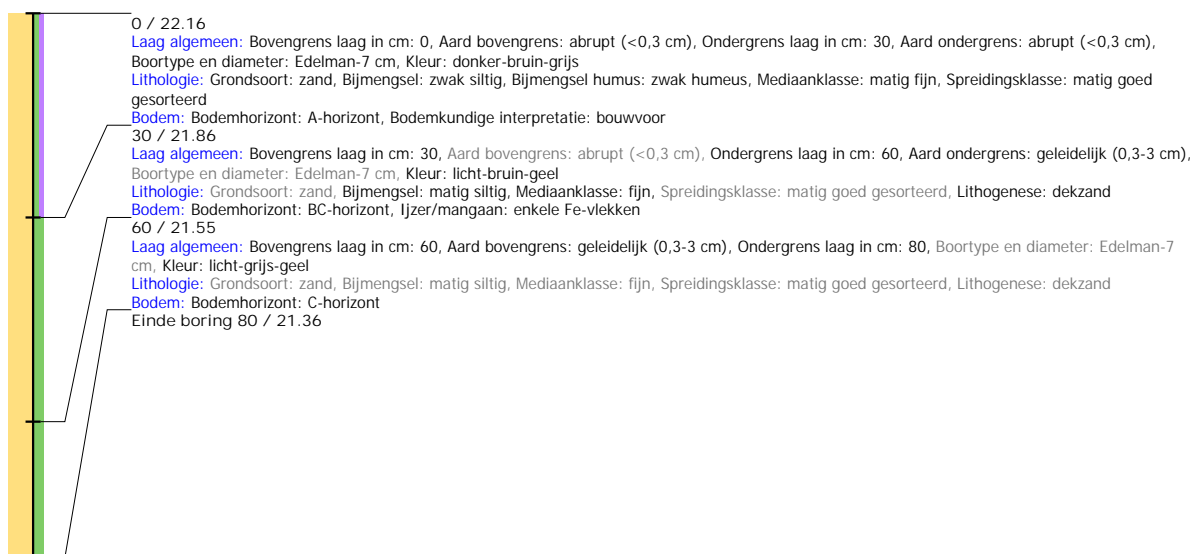 0 / 22.16
Laag algemeen: Bovengrens laag in cm: 0, Aard bovengrens: abrupt (<0,3 cm), Ondergrens laag in cm: 30, Aard ondergrens: abrupt (<0,3 cm),
Boortype en diameter: Edelman-7 cm, Kleur: donker-bruin-grijs
Lithologie: Grondsoort: zand, Bijmengsel: zwak siltig, Bijmengsel humus: zwak humeus, Mediaanklasse: matig fijn, Spreidingsklasse: matig goed
gesorteerd
Bodem: Bodemhorizont: A-horizont, Bodemkundige interpretatie: bouwvoor
30 / 21.86
Laag algemeen: Bovengrens laag in cm: 30, Aard bovengrens: abrupt (<0,3 cm), Ondergrens laag in cm: 60, Aard ondergrens: geleidelijk (0,3-3 cm),
Boortype en diameter: Edelman-7 cm, Kleur: licht-bruin-geel
Lithologie: Grondsoort: zand, Bijmengsel: matig siltig, Mediaanklasse: fijn, Spreidingsklasse: matig goed gesorteerd, Lithogenese: dekzand
Bodem: Bodemhorizont: BC-horizont, Ijzer/mangaan: enkele Fe-vlekken
60 / 21.55
Laag algemeen: Bovengrens laag in cm: 60, Aard bovengrens: geleidelijk (0,3-3 cm), Ondergrens laag in cm: 80, Boortype en diameter: Edelman-7
cm, Kleur: licht-grijs-geel
Lithologie: Grondsoort: zand, Bijmengsel: matig siltig, Mediaanklasse: fijn, Spreidingsklasse: matig goed gesorteerd, Lithogenese: dekzand
Bodem: Bodemhorizont: C-horizont
Einde boring 80 / 21.36